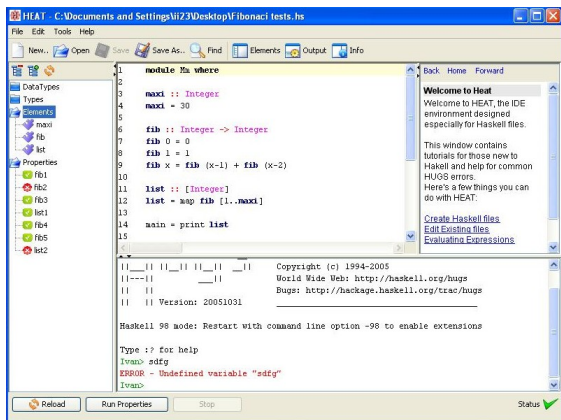 HEAT - C:\Documents and Settings\ii23\Desktop\Fibonaci tests.hs
File Edit Tools Help
New.. Open Save Save As.. Find Elements Output Info
DataTypes
Types
Elements
maxi
fib
list
Properties
fib1
fib2
fib3
list1
fib4
fib5
list2
1 module Mx where
2
3 maxi :: Integer
4 maxi = 30
5
6 fib :: Integer -> Integer
7 fib 0 = 0
8 fib 1 = 1
9 fib x = fib (x-1) + fib (x-2)
10
11 list :: [Integer]
12 list = map fib [1..maxi]
13
14 main = print list
15
Back Home Forward
Welcome to Heat
Welcome to HEAT, the IDE
environment designed
especially for Haskell files.
This window contains
tutorials for those new to
Hakell and help for common
HUGS errors.
Here's a few things you can
do with HEAT:
Create Haskell files
Edit Existing files
Evaluating Expressions
||___|| ||__|| ||__|| __|| Copyright (c) 1994-2005
||---|| ___|| World Wide Web: http://haskell.org/hugs
|| || Bugs: http://hackage.haskell.org/trac/hugs
|| || Version: 20051031
Haskell 98 mode: Restart with command line option -98 to enable extensions
Type :? for help
Ivan> sdfg
ERROR - Undefined variable "sdfg"
Ivan>
Reload Run Properties Stop Status